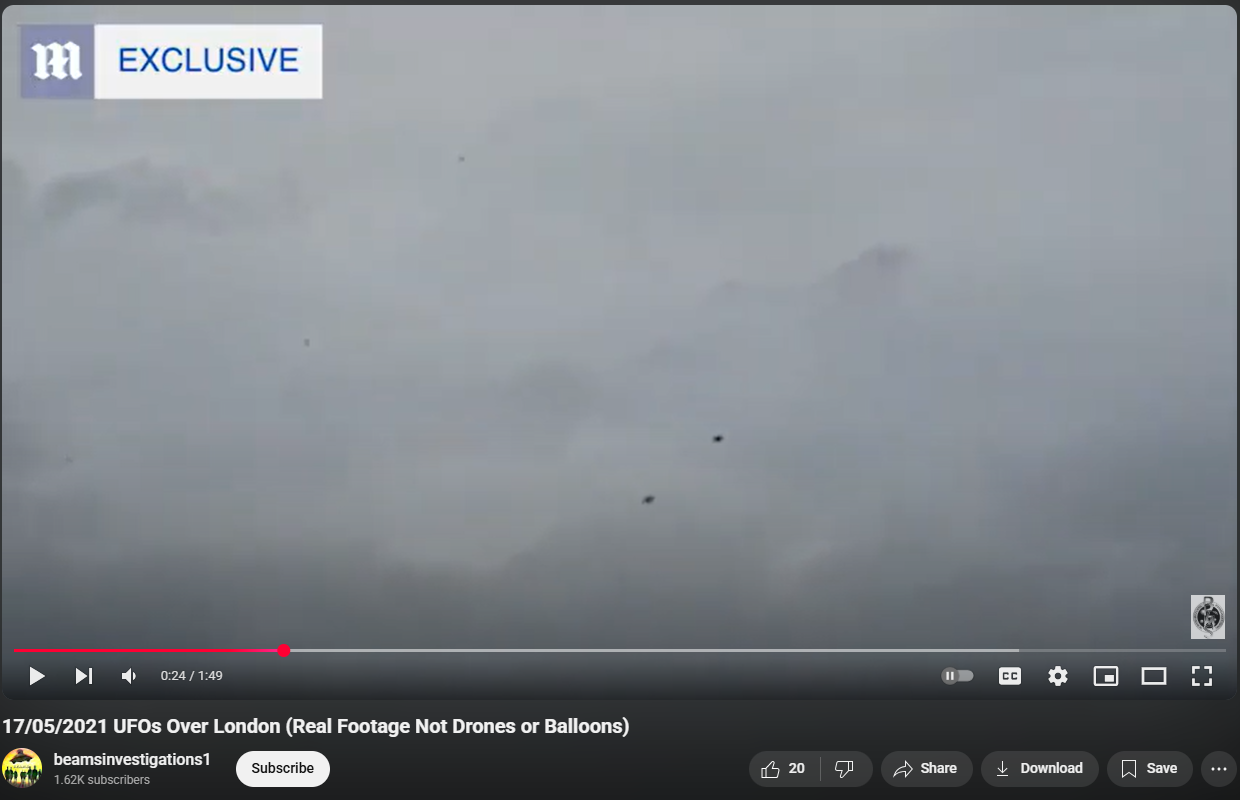 M EXCLUSIVE
0:24 / 1:49
CC
17/05/2021 UFOs Over London (Real Footage Not Drones or Balloons)
beamsinvestigations1
1.62K subscribers
Subscribe
20
Share
Download
Save